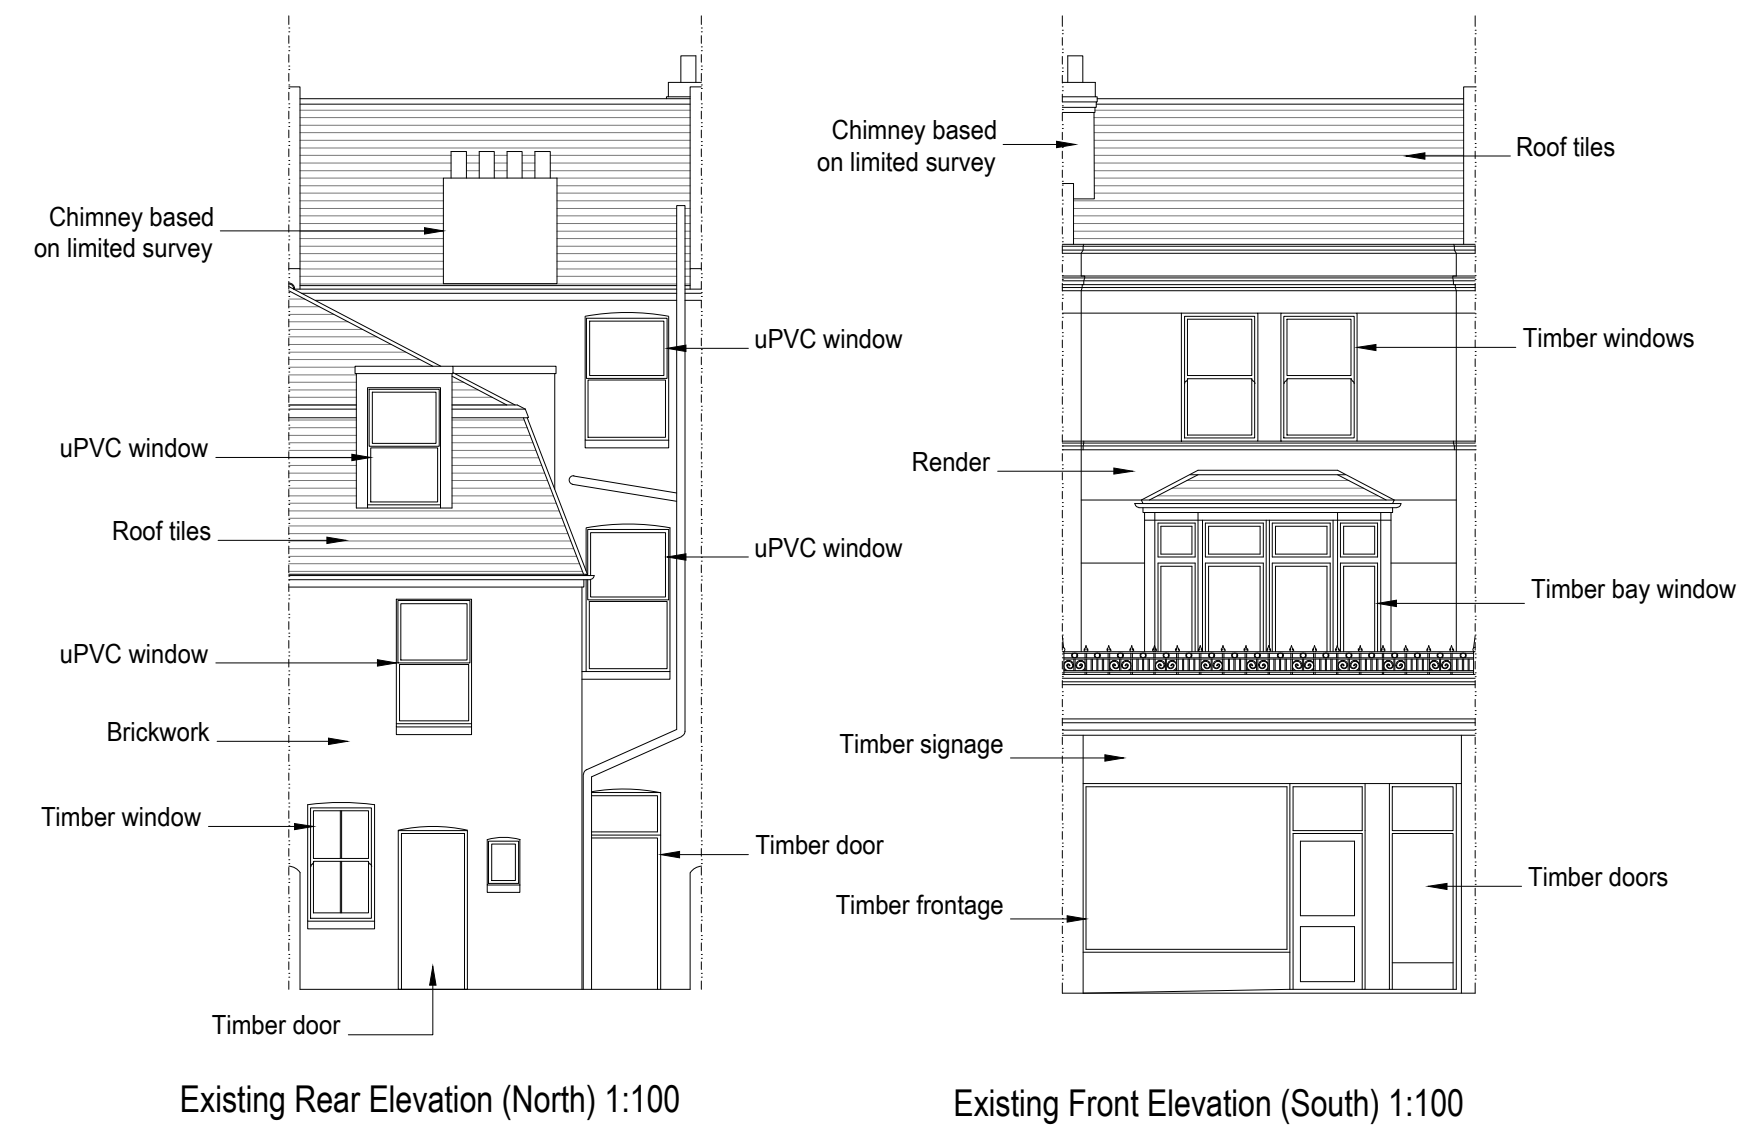 Chimney based
on limited survey
uPVC window
uPVC window
Roof tiles
uPVC window
uPVC window
Brickwork
Timber window
Timber door
Timber door
Existing Rear Elevation (North) 1:100
Chimney based
on limited survey
Roof tiles
Timber windows
Render
Timber bay window
Timber signage
Timber doors
Timber frontage
Existing Front Elevation (South) 1:100